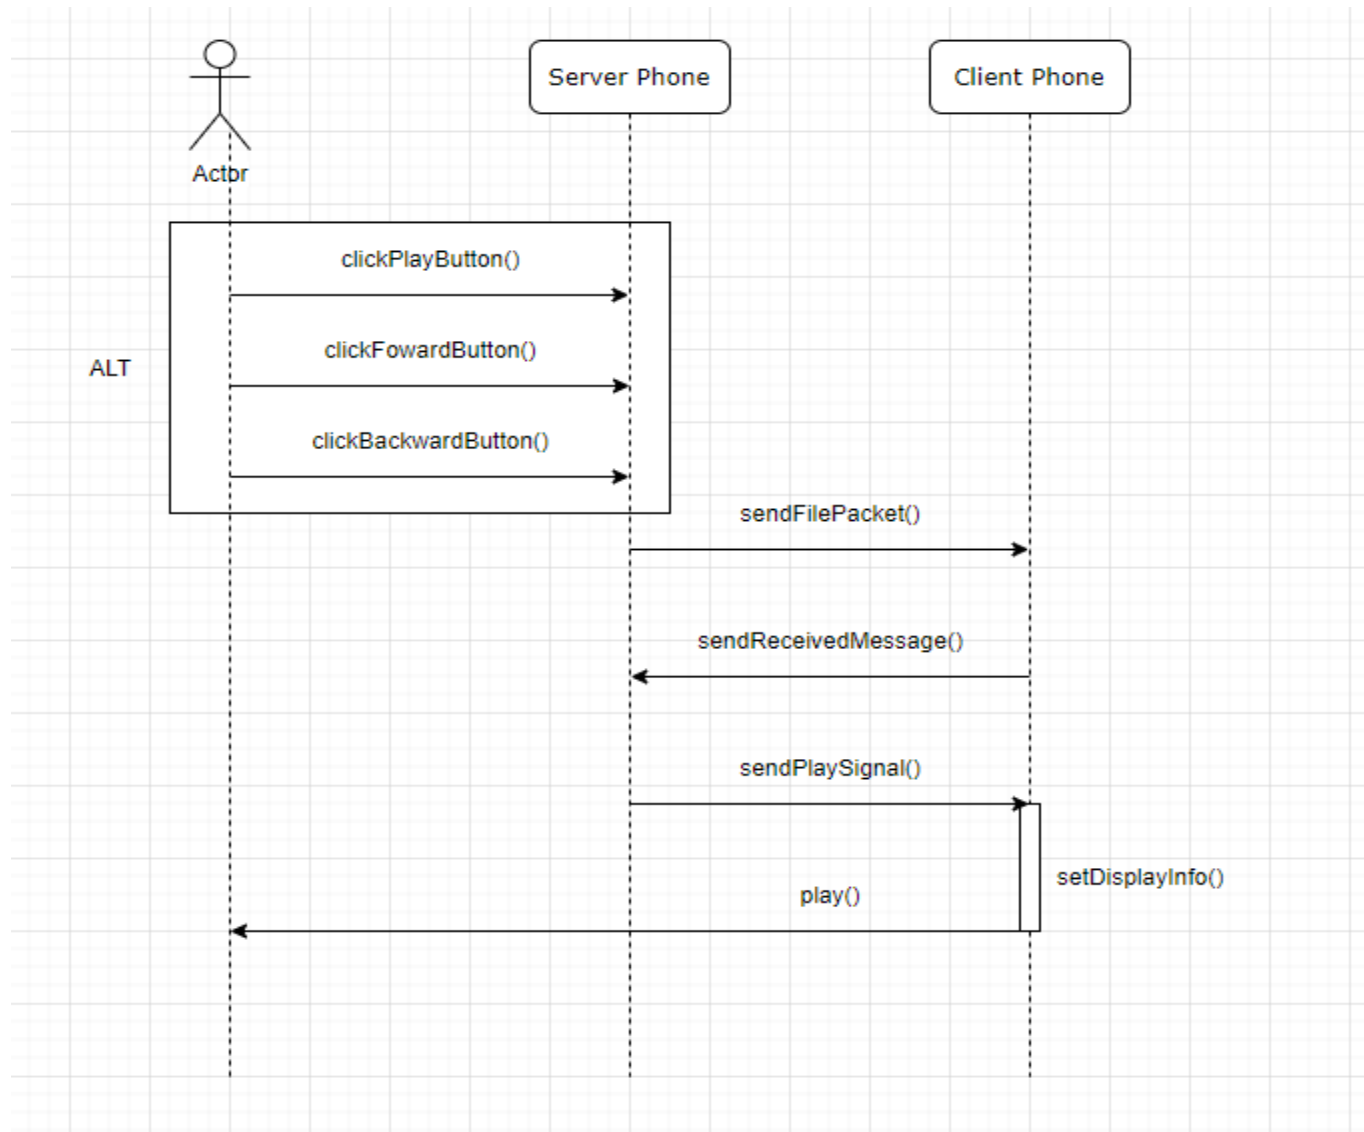 Server Phone
Client Phone
Actor
clickPlayButton()
clickFowardButton()
ALT
clickBackwardButton()
sendFilePacket()
sendReceivedMessage()
sendPlaySignal()
setDisplayInfo()
play()